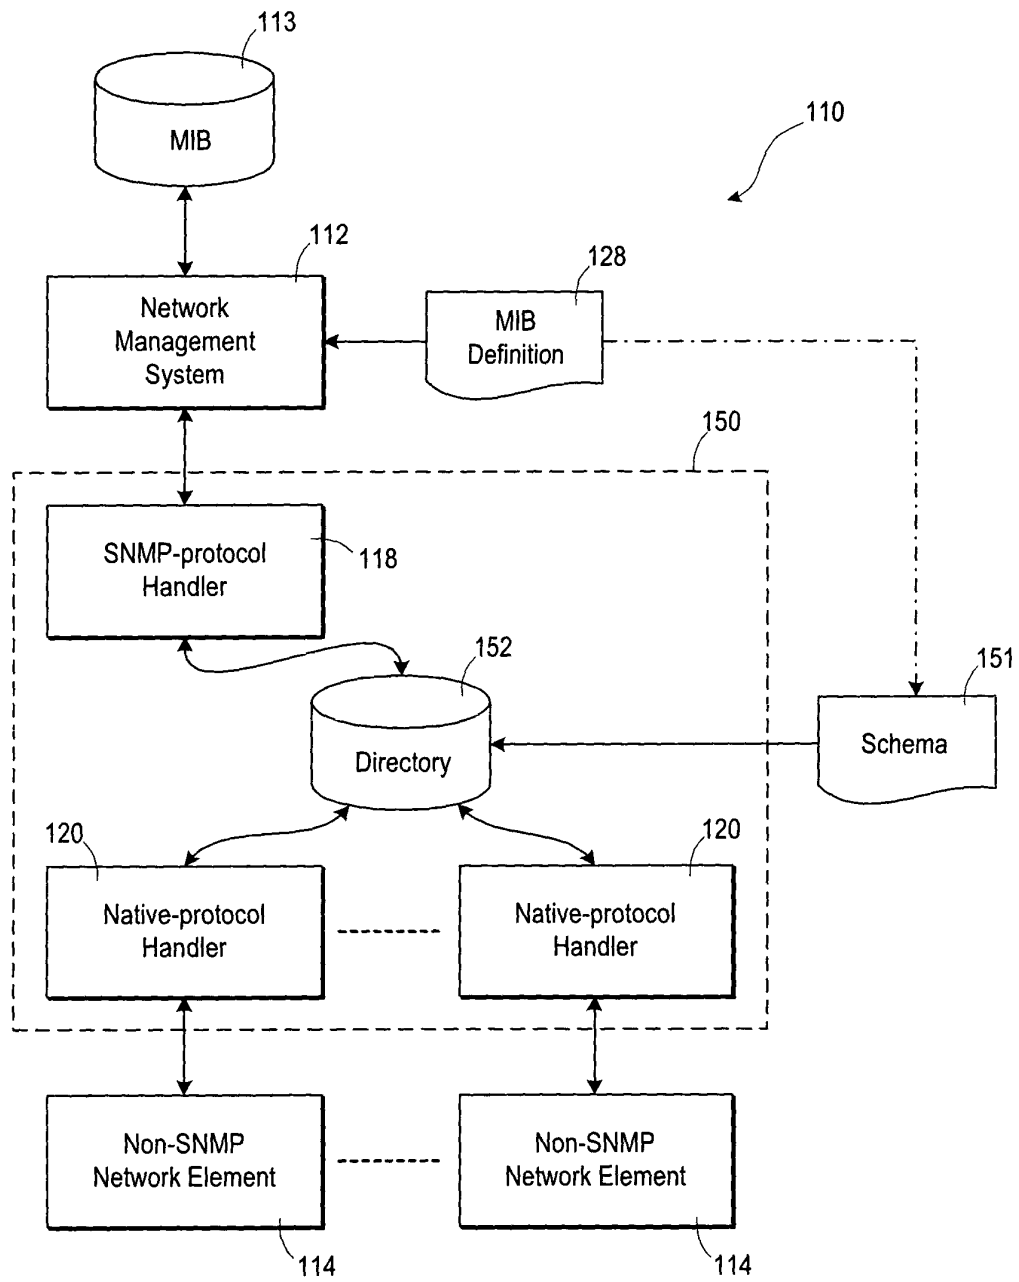 113
MIB
110
112
128
Network
Management
System
MIB
Definition
150
SNMP-protocol
Handler
118
152
151
Directory
Schema
120
120
Native-protocol
Handler
Native-protocol
Handler
Non-SNMP
Network Element
Non-SNMP
Network Element
114
114